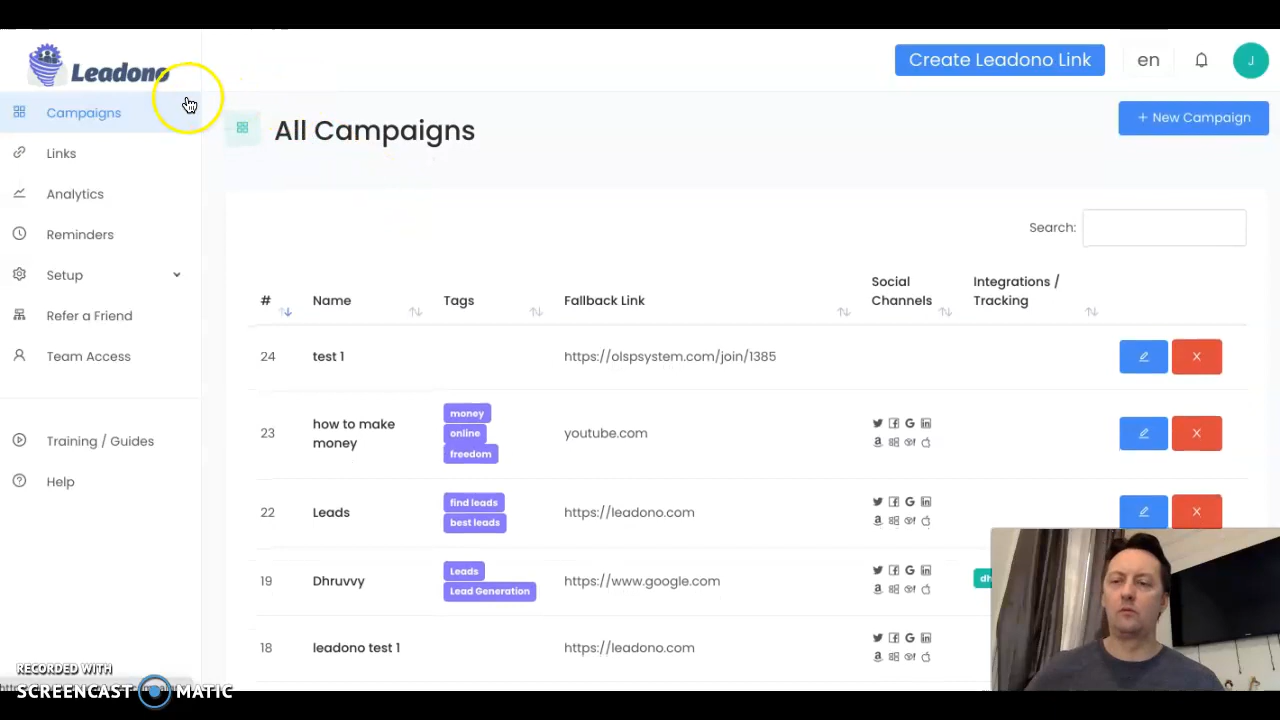 Leadono
Create Leadono Link
en
J
Campaigns
All Campaigns
+ New Campaign
Links
Analytics
Reminders
Setup
Refer a Friend
Team Access
Training / Guides
Help
Search:
# Name Tags Fallback Link Social Channels Integrations / Tracking
24 test 1 https://olspsystem.com/join/1385
23 how to make money
money
online
freedom
youtube.com
22 Leads
find leads
best leads
https://leadono.com
19 Dhruvvy
Leads
Lead Generation
https://www.google.com
18 leadono test 1 https://leadono.com
RECORDED WITH
SCREENCAST MATIC